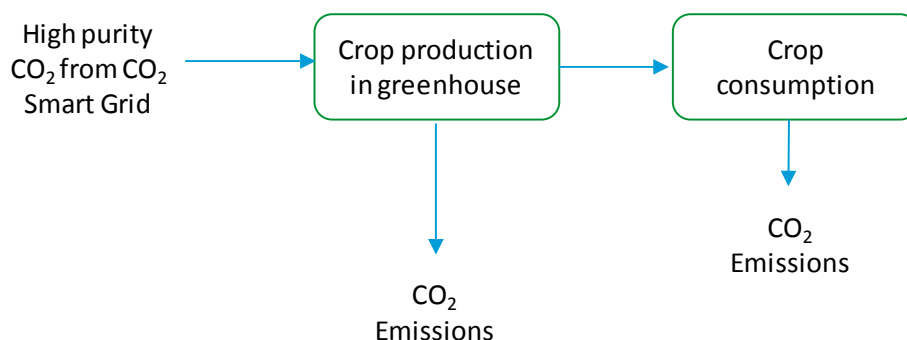 High purity
CO₂ from CO₂
Smart Grid
Crop production
in greenhouse
Crop
consumption
CO₂
Emissions
CO₂
Emissions